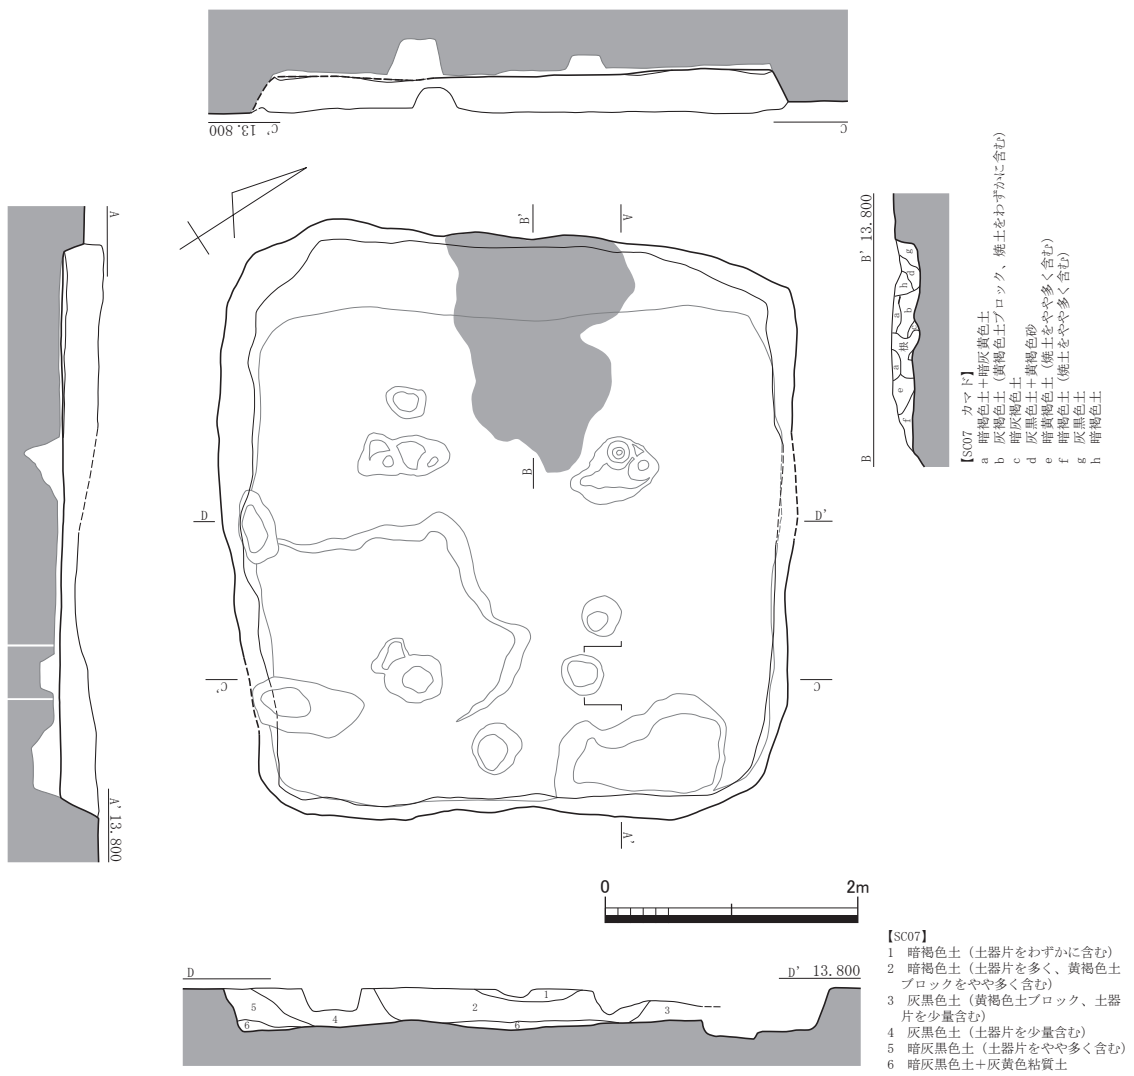 C' 13.800
C
A
B'
A
B' 13.800
B
g
d
h
a
b
c
根
a
e
f
【SC07 カマド】
a 暗褐色土+暗灰黄色土
b 灰褐色土(黄褐色土ブロック、焼土をわずかに含む)
c 暗灰褐色土
d 灰黒色土+黄褐色砂
e 暗黄褐色土(焼土をやや多く含む)
f 暗褐色土(焼土をやや多く含む)
g 灰黒色土
h 暗褐色土
B
D
D'
C'
C
A' 13.800
A'
0 2m
D
D' 13.800
1
2
3
4
5
6
6
【SC07】
1 暗褐色土(土器片をわずかに含む)
2 暗褐色土(土器片を多く、黄褐色土
ブロックをやや多く含む)
3 灰黒色土(黄褐色土ブロック、土器
片を少量含む)
4 灰黒色土(土器片を少量含む)
5 暗灰黒色土(土器片をやや多く含む)
6 暗灰黒色土+灰黄色粘質土